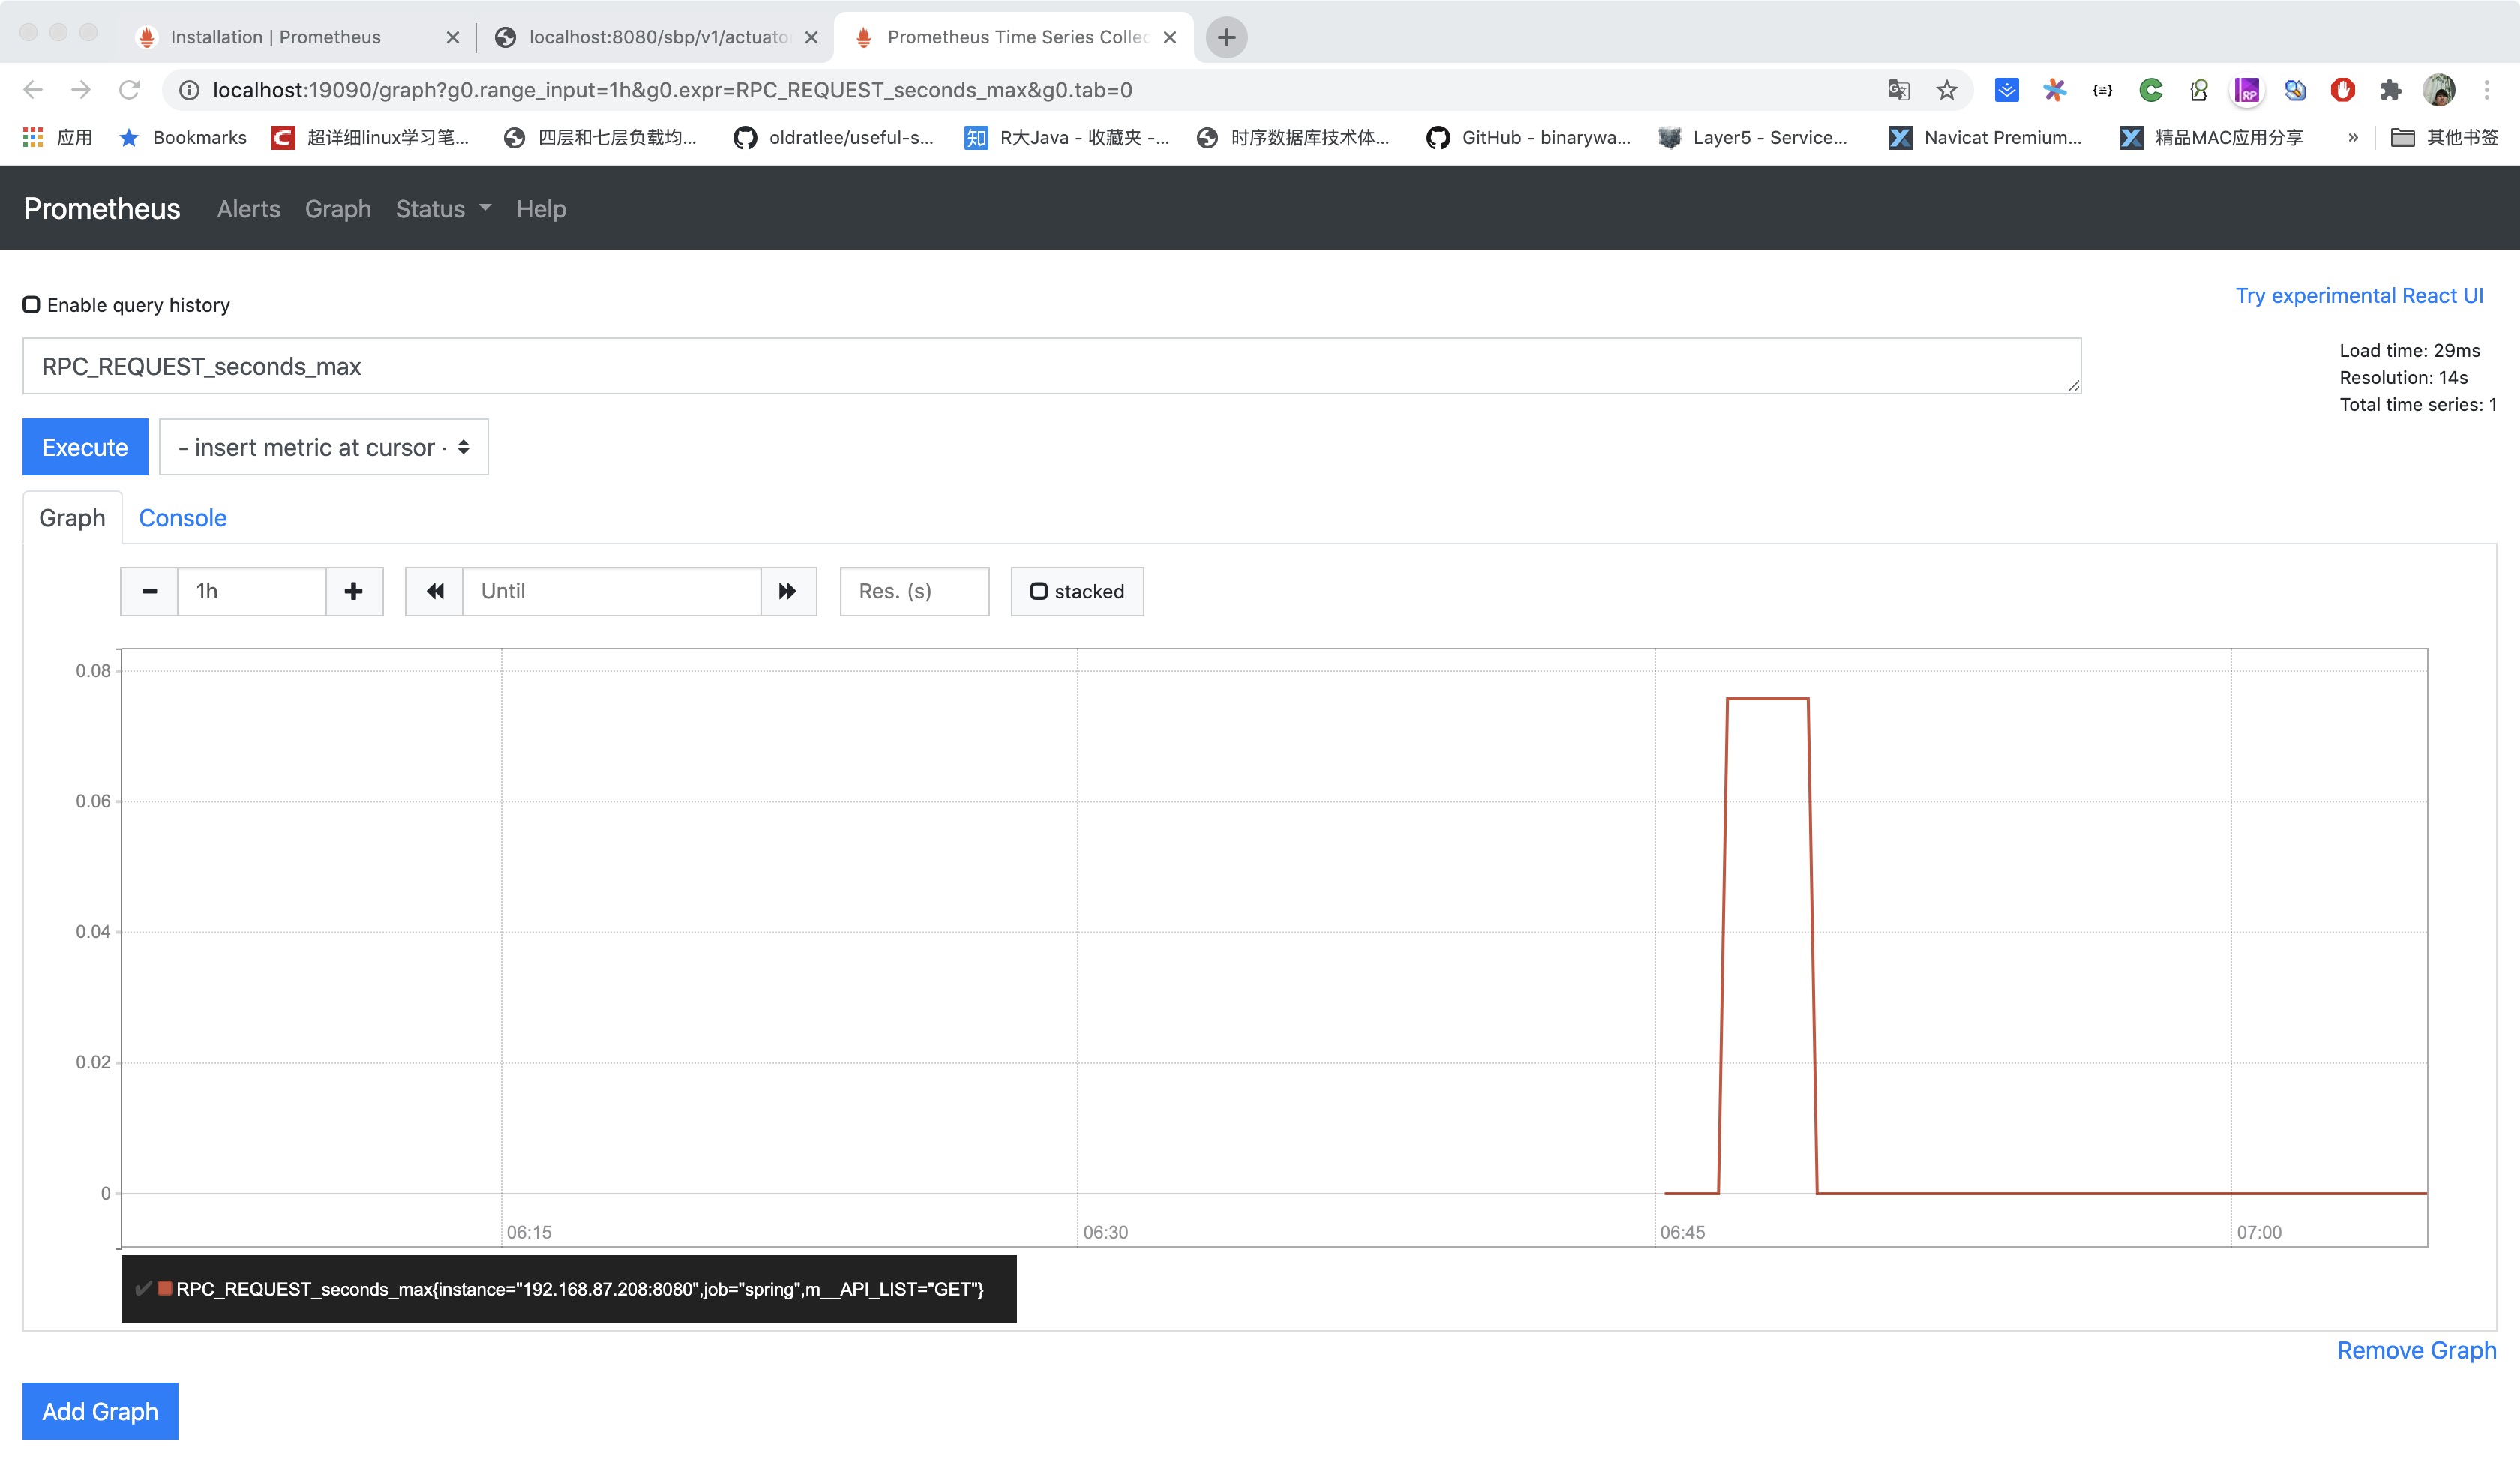 Installation | Prometheus
localhost:8080/sbp/v1/actuato
Prometheus Time Series Collec
localhost:19090/graph?g0.range_input=1h&g0.expr=RPC_REQUEST_seconds_max&g0.tab=0
应用 Bookmarks 超详细linux学习笔... 四层和七层负载均... oldratlee/useful-s... R大Java - 收藏夹 -... 时序数据库技术体... GitHub - binarywa... Layer5 - Service... Navicat Premium... 精品MAC应用分享 » 其他书签
Prometheus Alerts Graph Status Help
Enable query history
Try experimental React UI
RPC_REQUEST_seconds_max
Load time: 29ms
Resolution: 14s
Total time series: 1
Execute - insert metric at cursor -
Graph Console
1h Until Res. (s) stacked
0.08
0.06
0.04
0.02
0
06:15 06:30 06:45 07:00
RPC_REQUEST_seconds_max{instance="192.168.87.208:8080",job="spring",m__API_LIST="GET"}
Remove Graph
Add Graph